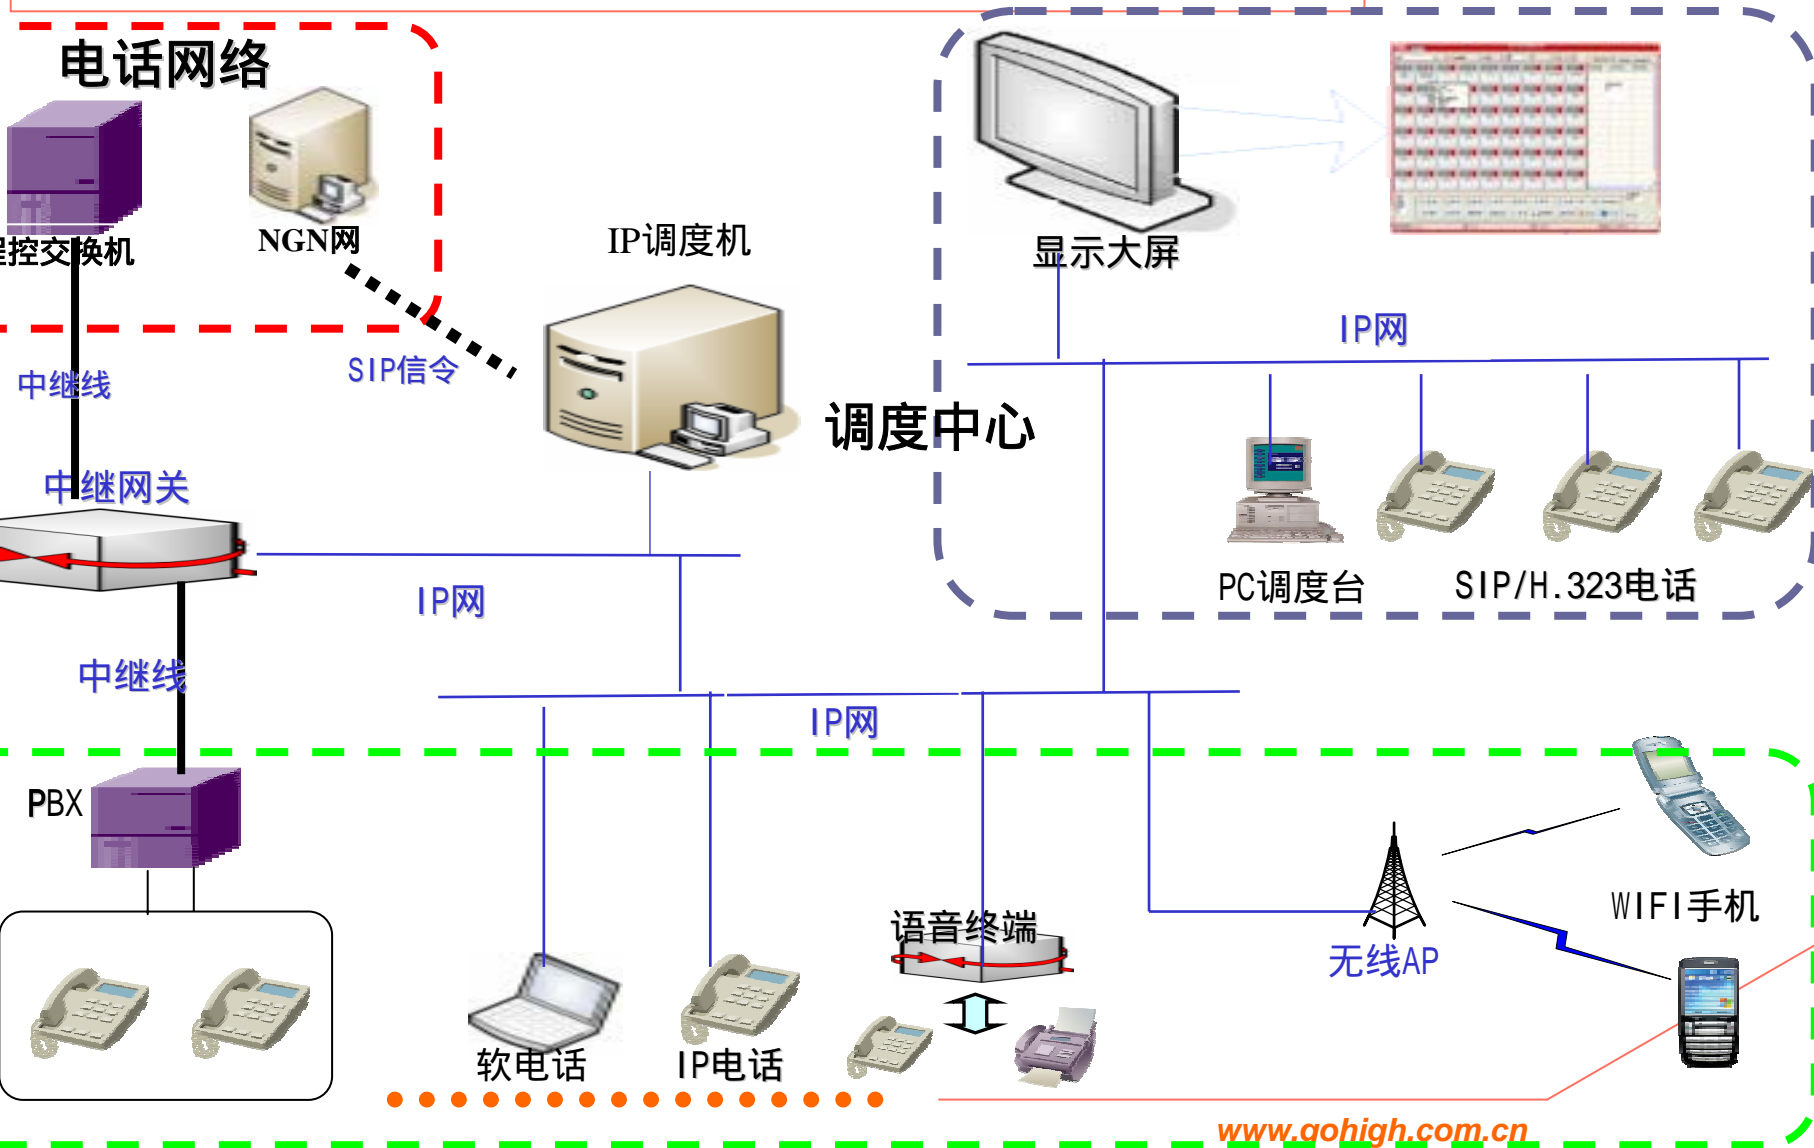 电话网络
NGN网
控交换机
IP调度机
显示大屏
IP网
中继线
SIP信令
调度中心
中继网关
PC调度台
SIP/H.323电话
IP网
中继线
IP网
PBX
语音终端
WIFI手机
无线AP
软电话
IP电话
www.gohigh.com.cn